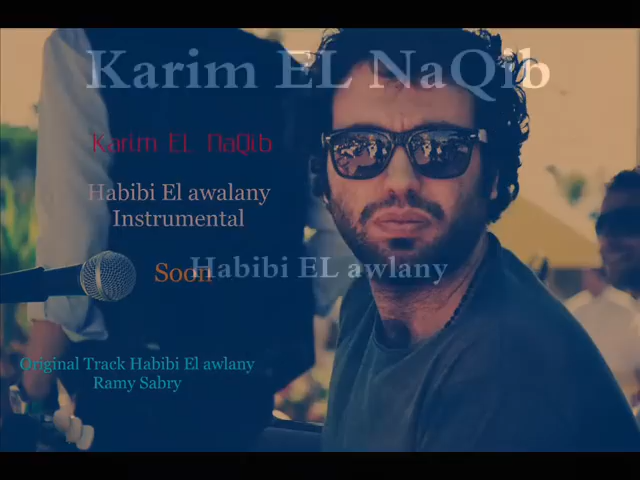 Karim EL NaQib
Karim EL NaQib
Habibi El awalany
Instrumental
Soon
Habibi EL awlany
Original Track Habibi El awlany
Ramy Sabry